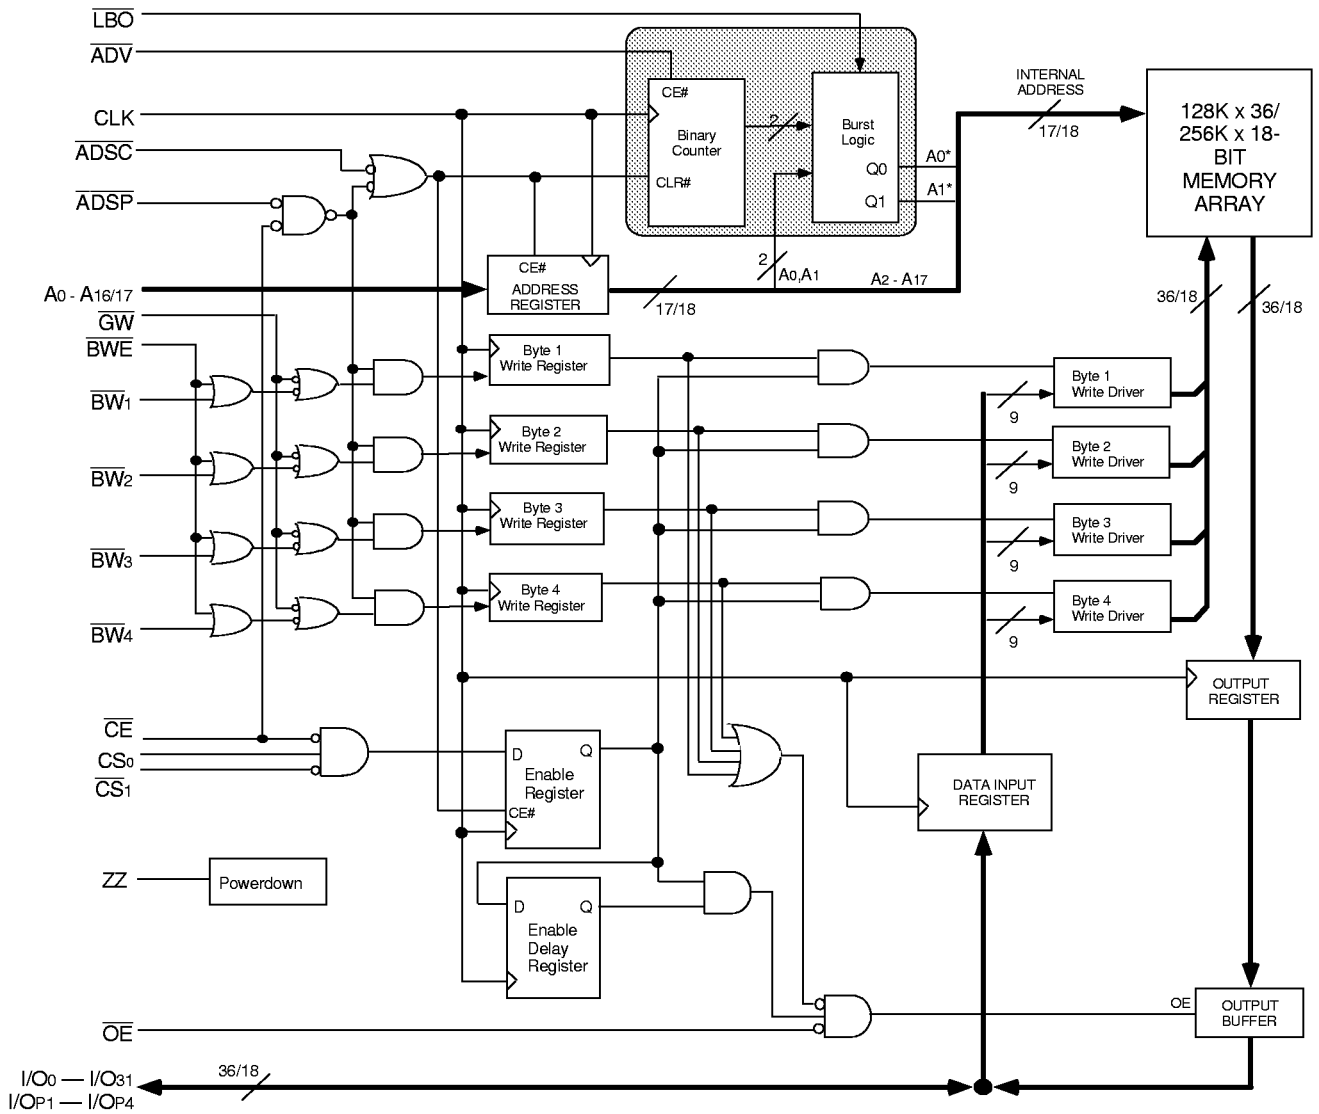 LBO
ADV
CLK
ADSC
ADSP
A0 - A16/17
GW
BWE
BW1
BW2
BW3
BW4
CE
CS0
CS1
ZZ
Powerdown
OE
I/O0 — I/O31
I/OP1 — I/OP4
36/18
CE#
Binary
Counter
CLR#
2
Burst
Logic
Q0
Q1
A0*
A1*
2
A0,A1
A2 - A17
INTERNAL
ADDRESS
17/18
128K x 36/
256K x 18-
BIT
MEMORY
ARRAY
CE#
ADDRESS
REGISTER
17/18
36/18
36/18
Byte 1
Write Register
Byte 2
Write Register
Byte 3
Write Register
Byte 4
Write Register
Byte 1
Write Driver
9
Byte 2
Write Driver
9
Byte 3
Write Driver
9
Byte 4
Write Driver
9
OUTPUT
REGISTER
D
Q
Enable
Register
CE#
DATA INPUT
REGISTER
D
Q
Enable
Delay
Register
OE
OUTPUT
BUFFER